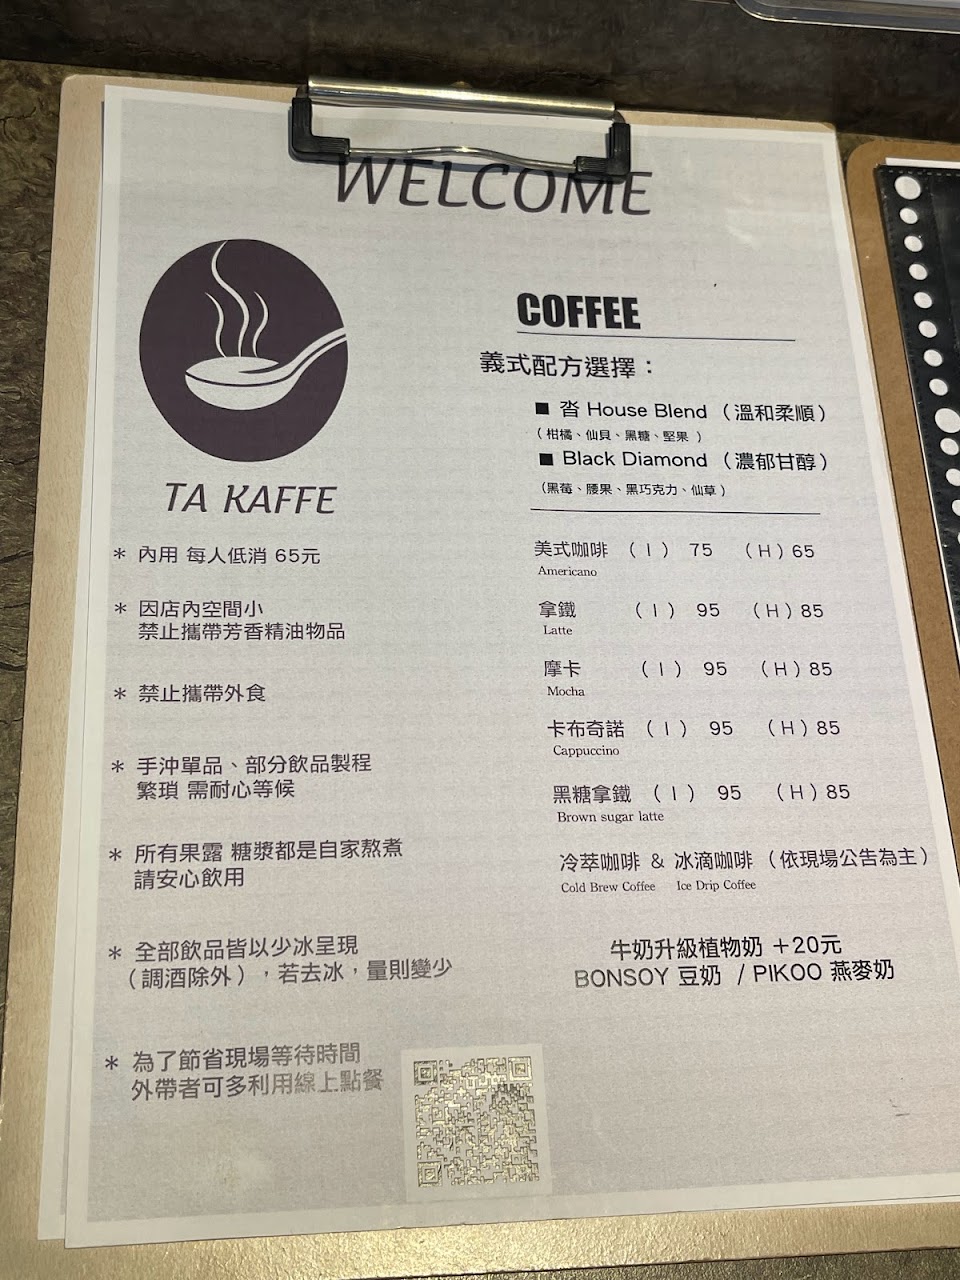 WELCOME
TA KAFFE
* 內用 每人低消 65元
* 因店內空間小
禁止攜帶芳香精油物品
* 禁止攜帶外食
* 手沖單品、部分飲品製程
繁瑣 需耐心等候
* 所有果露 糖漿都是自家熬煮
請安心飲用
* 全部飲品皆以少冰呈現
（調酒除外），若去冰，量則變少
* 為了節省現場等待時間
外帶者可多利用線上點餐
COFFEE
義式配方選擇：
■ 沓 House Blend （溫和柔順）
（柑橘、仙貝、黑糖、堅果 ）
■ Black Diamond （濃郁甘醇）
（黑莓、腰果、黑巧克力、仙草 ）
美式咖啡 （I） 75 （H）65
Americano
拿鐵 （I） 95 （H）85
Latte
摩卡 （I） 95 （H）85
Mocha
卡布奇諾 （I） 95 （H）85
Cappuccino
黑糖拿鐵 （I） 95 （H）85
Brown sugar latte
冷萃咖啡 & 冰滴咖啡 （依現場公告為主）
Cold Brew Coffee Ice Drip Coffee
牛奶升級植物奶 +20元
BONSOY 豆奶 / PIKOO 燕麥奶